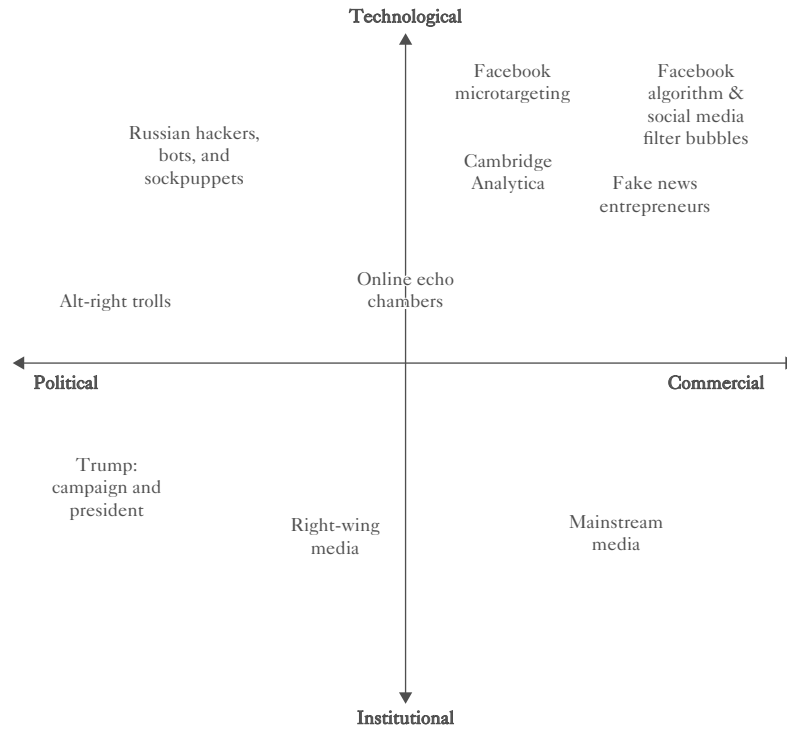 Technological
Facebook
microtargeting
Facebook
algorithm &
social media
filter bubbles
Russian hackers,
bots, and
sockpuppets
Cambridge
Analytica
Fake news
entrepreneurs
Online echo
chambers
Alt-right trolls
Political
Commercial
Trump:
campaign and
president
Right-wing
media
Mainstream
media
Institutional